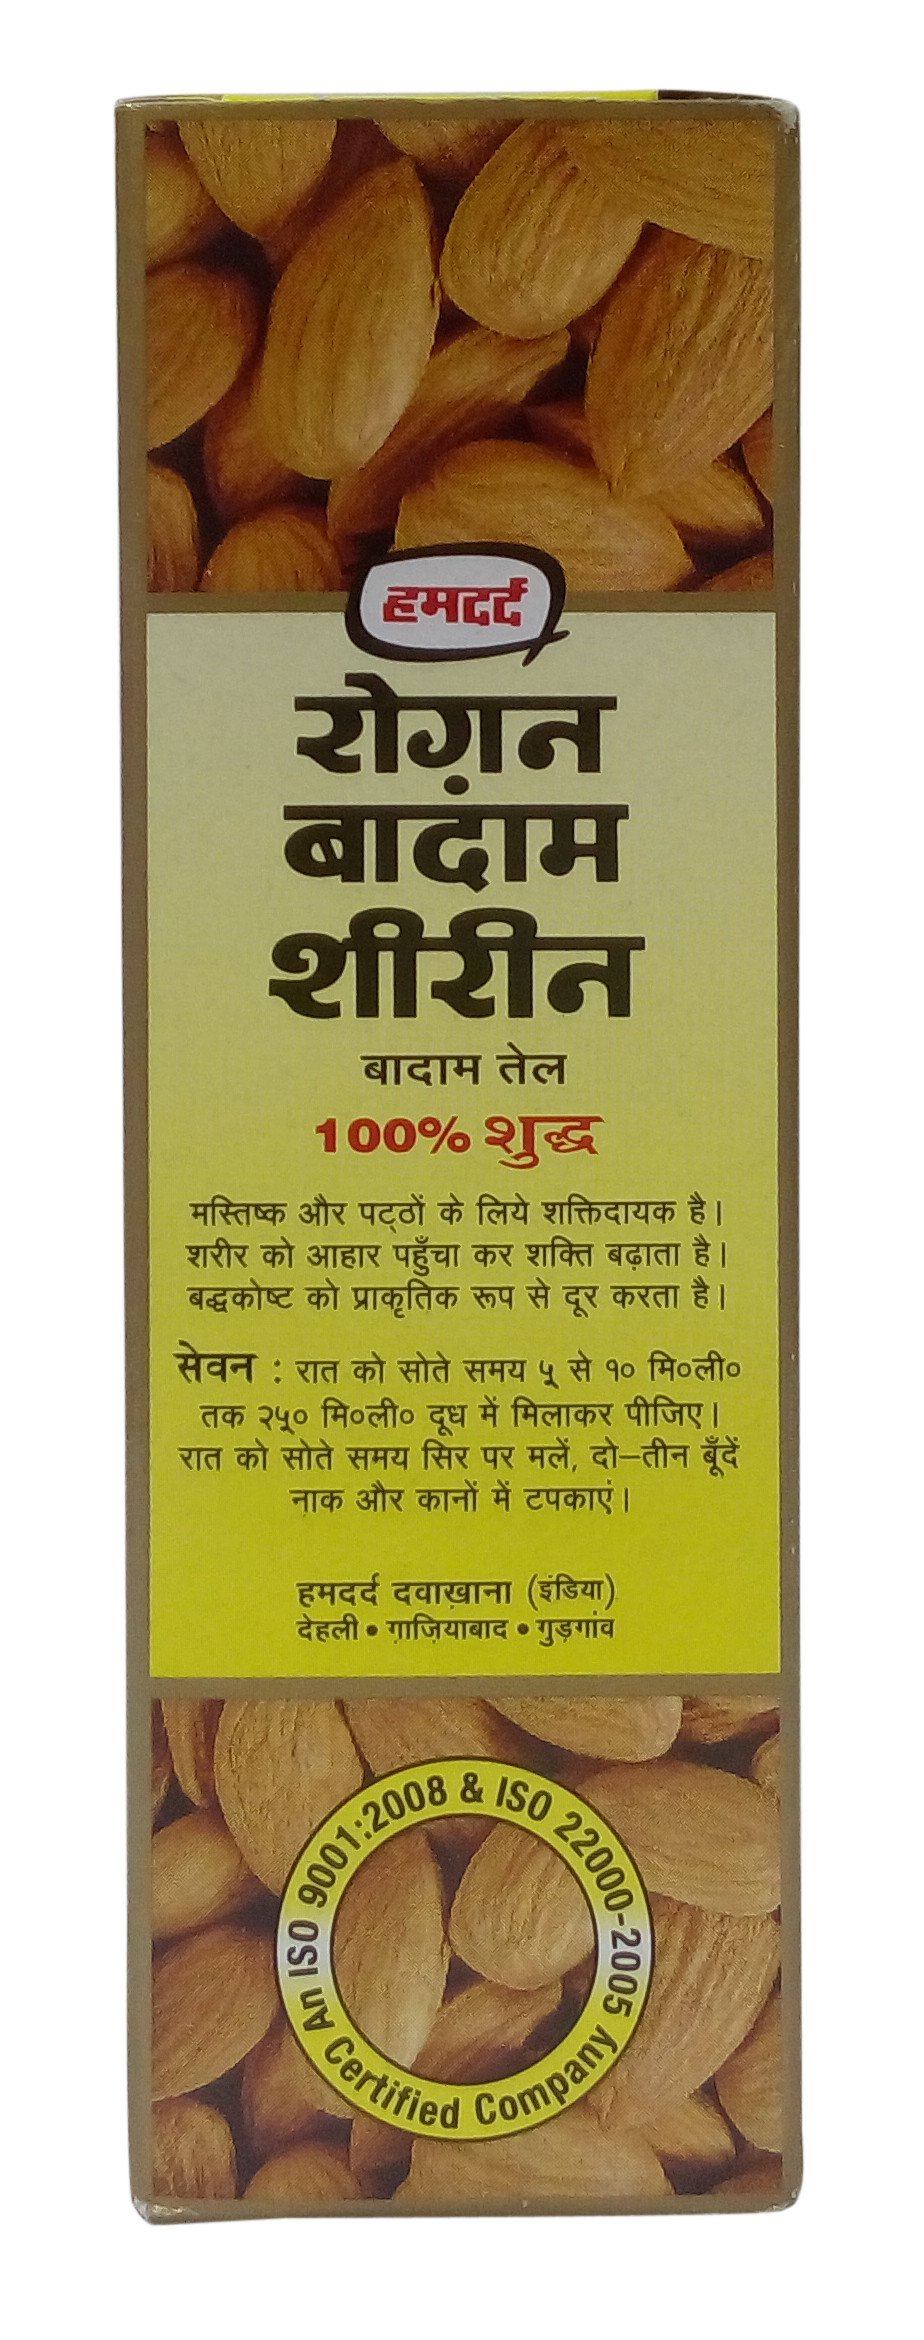 हमदर्द
रोग़न
बादाम
शीरीन
बादाम तेल
100% शुद्ध
मस्तिष्क और पट्ठों के लिये शक्तिदायक है।
शरीर को आहार पहुँचा कर शक्ति बढ़ाता है।
बद्धकोष्ट को प्राकृतिक रूप से दूर करता है।
सेवन : रात को सोते समय ५ से १० मि०ली०
तक २५० मि०ली० दूध में मिलाकर पीजिए।
रात को सोते समय सिर पर मलें, दो–तीन बूँदें
नाक और कानों में टपकाएं।
हमदर्द दवाख़ाना (इंडिया)
देहली • ग़ाज़ियाबाद • गुड़गांव
An ISO 9001:2008 & ISO 22000-2005
Certified Company